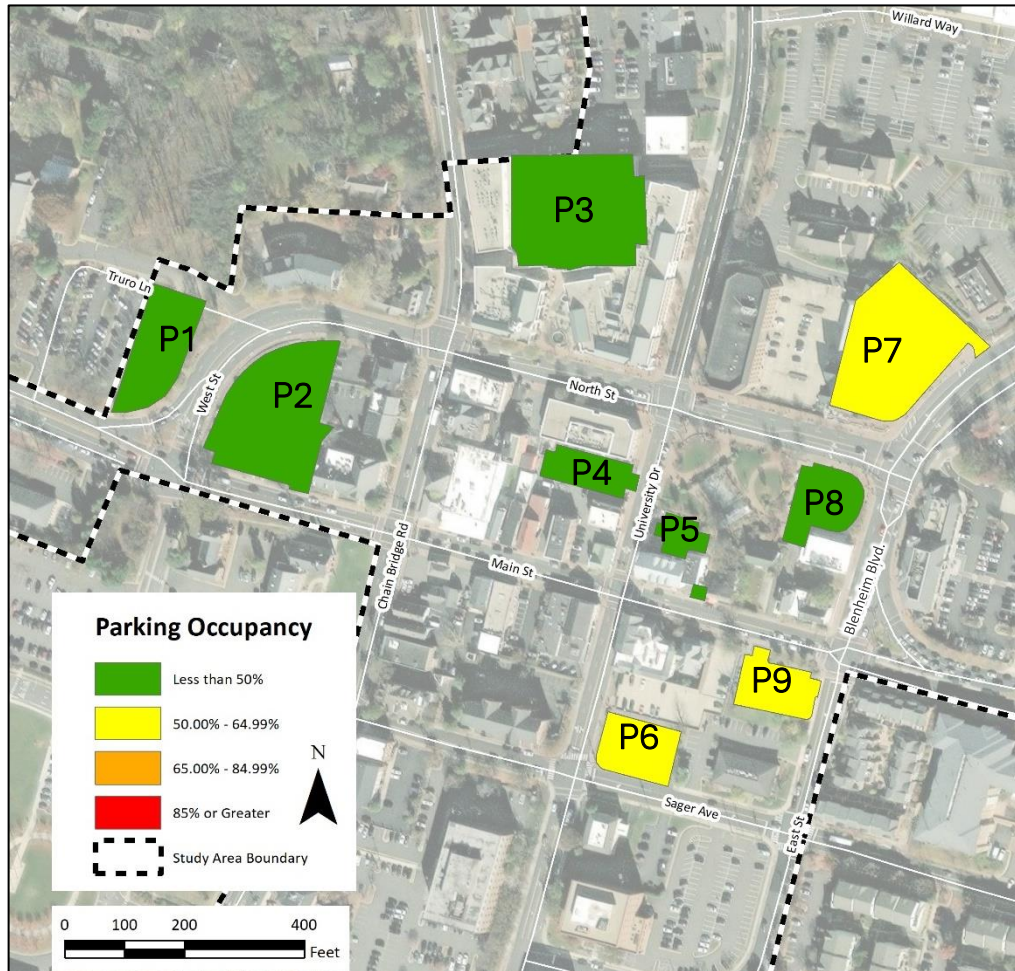 Willard Way
P3
Truro Ln
P1
P7
West St
P2
North St
P4
University Dr
P8
P5
Chain Bridge Rd
Main St
Blenheim Blvd.
P9
P6
Sager Ave
East St
Parking Occupancy
Less than 50%
50.00% - 64.99%
65.00% - 84.99%
85% or Greater
Study Area Boundary
N
0 100 200 400
Feet